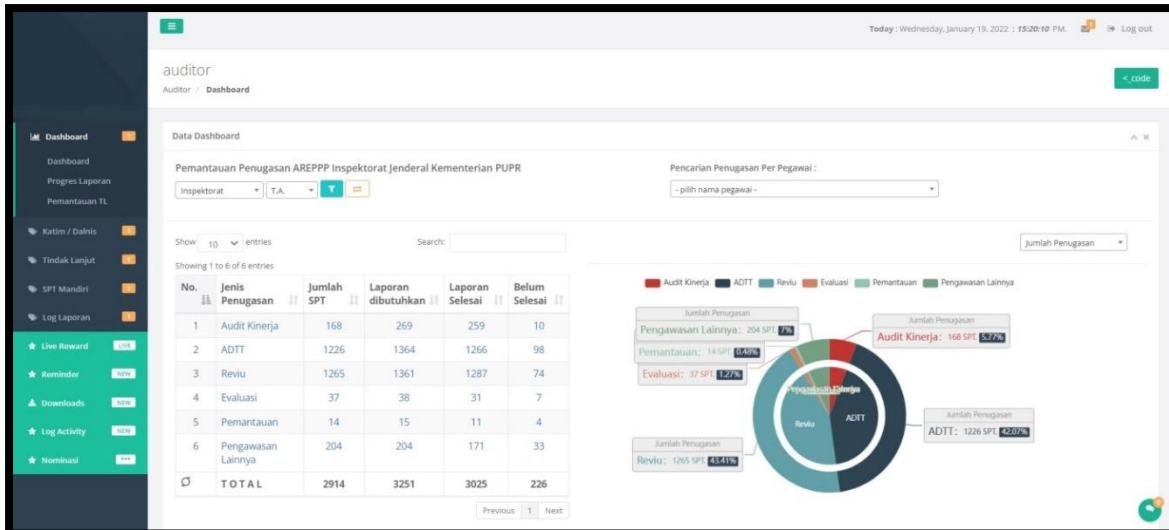 Today : Wednesday, January 19, 2022 : 15:20:10 PM. 1 Log out
auditor
Auditor / Dashboard
<_code
Dashboard 1
Dashboard
Progres Laporan
Pemantauan TL
Katim / Dalnis 1
Tindak Lanjut 1
SPT Mandiri 1
Log Laporan 1
Live Reward LIVE
Reminder NEW
Downloads NEW
Log Activity NEW
Nominasi ***
Data Dashboard
Pemantauan Penugasan AREPPP Inspektorat Jenderal Kementerian PUPR
Inspektorat T.A.
Pencarian Penugasan Per Pegawai :
- pilih nama pegawai -
Show 10 entries Search:
Showing 1 to 6 of 6 entries
No. Jenis Penugasan Jumlah SPT Laporan dibutuhkan Laporan Selesai Belum Selesai
1 Audit Kinerja 168 269 259 10
2 ADTT 1226 1364 1266 98
3 Reviu 1265 1361 1287 74
4 Evaluasi 37 38 31 7
5 Pemantauan 14 15 11 4
6 Pengawasan Lainnya 204 204 171 33
TOTAL 2914 3251 3025 226
Previous 1 Next
Jumlah Penugasan
Audit Kinerja ADTT Reviu Evaluasi Pemantauan Pengawasan Lainnya
Jumlah Penugasan
Pengawasan Lainnya: 204 SPT. 7%
Pemantauan: 14 SPT. 0.48%
Evaluasi: 37 SPT. 1.27%
Jumlah Penugasan
Audit Kinerja: 168 SPT. 5.77%
Reviu
ADTT
Jumlah Penugasan
ADTT: 1226 SPT. 42.07%
Jumlah Penugasan
Reviu: 1265 SPT. 43.41%